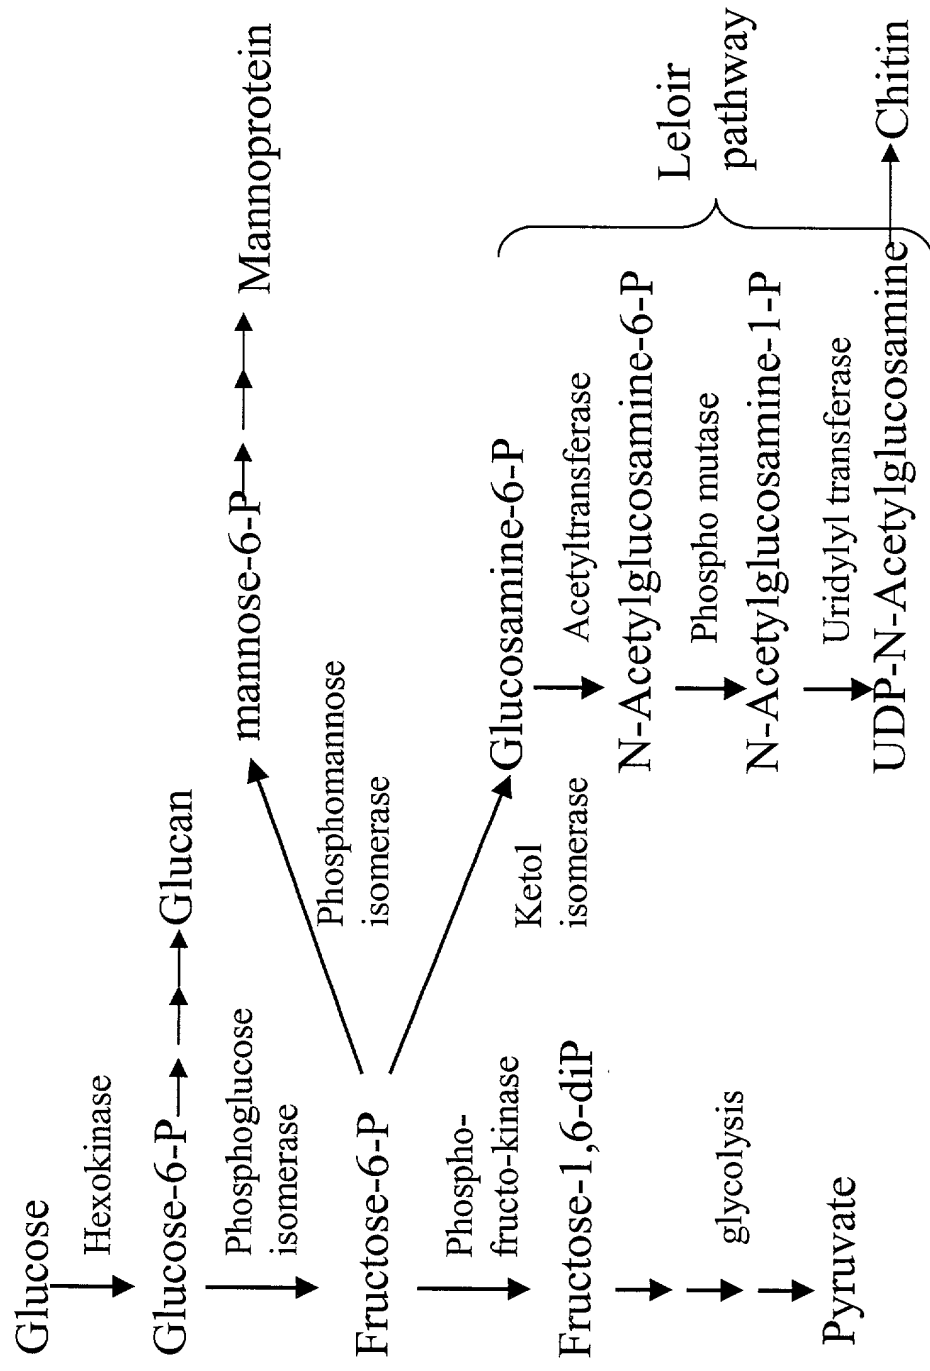 Glucose
Hexokinase
Glucose-6-P
Glucan
Phosphoglucose
isomerase
Fructose-6-P
Phosphomannose
isomerase
mannose-6-P
Mannoprotein
Phospho-
fructo-kinase
Ketol
isomerase
Glucosamine-6-P
Fructose-1,6-diP
Acetyltransferase
N-Acetylglucosamine-6-P
Leloir
pathway
glycolysis
Phospho mutase
N-Acetylglucosamine-1-P
Uridylyl transferase
Pyruvate
UDP-N-Acetylglucosamine
Chitin